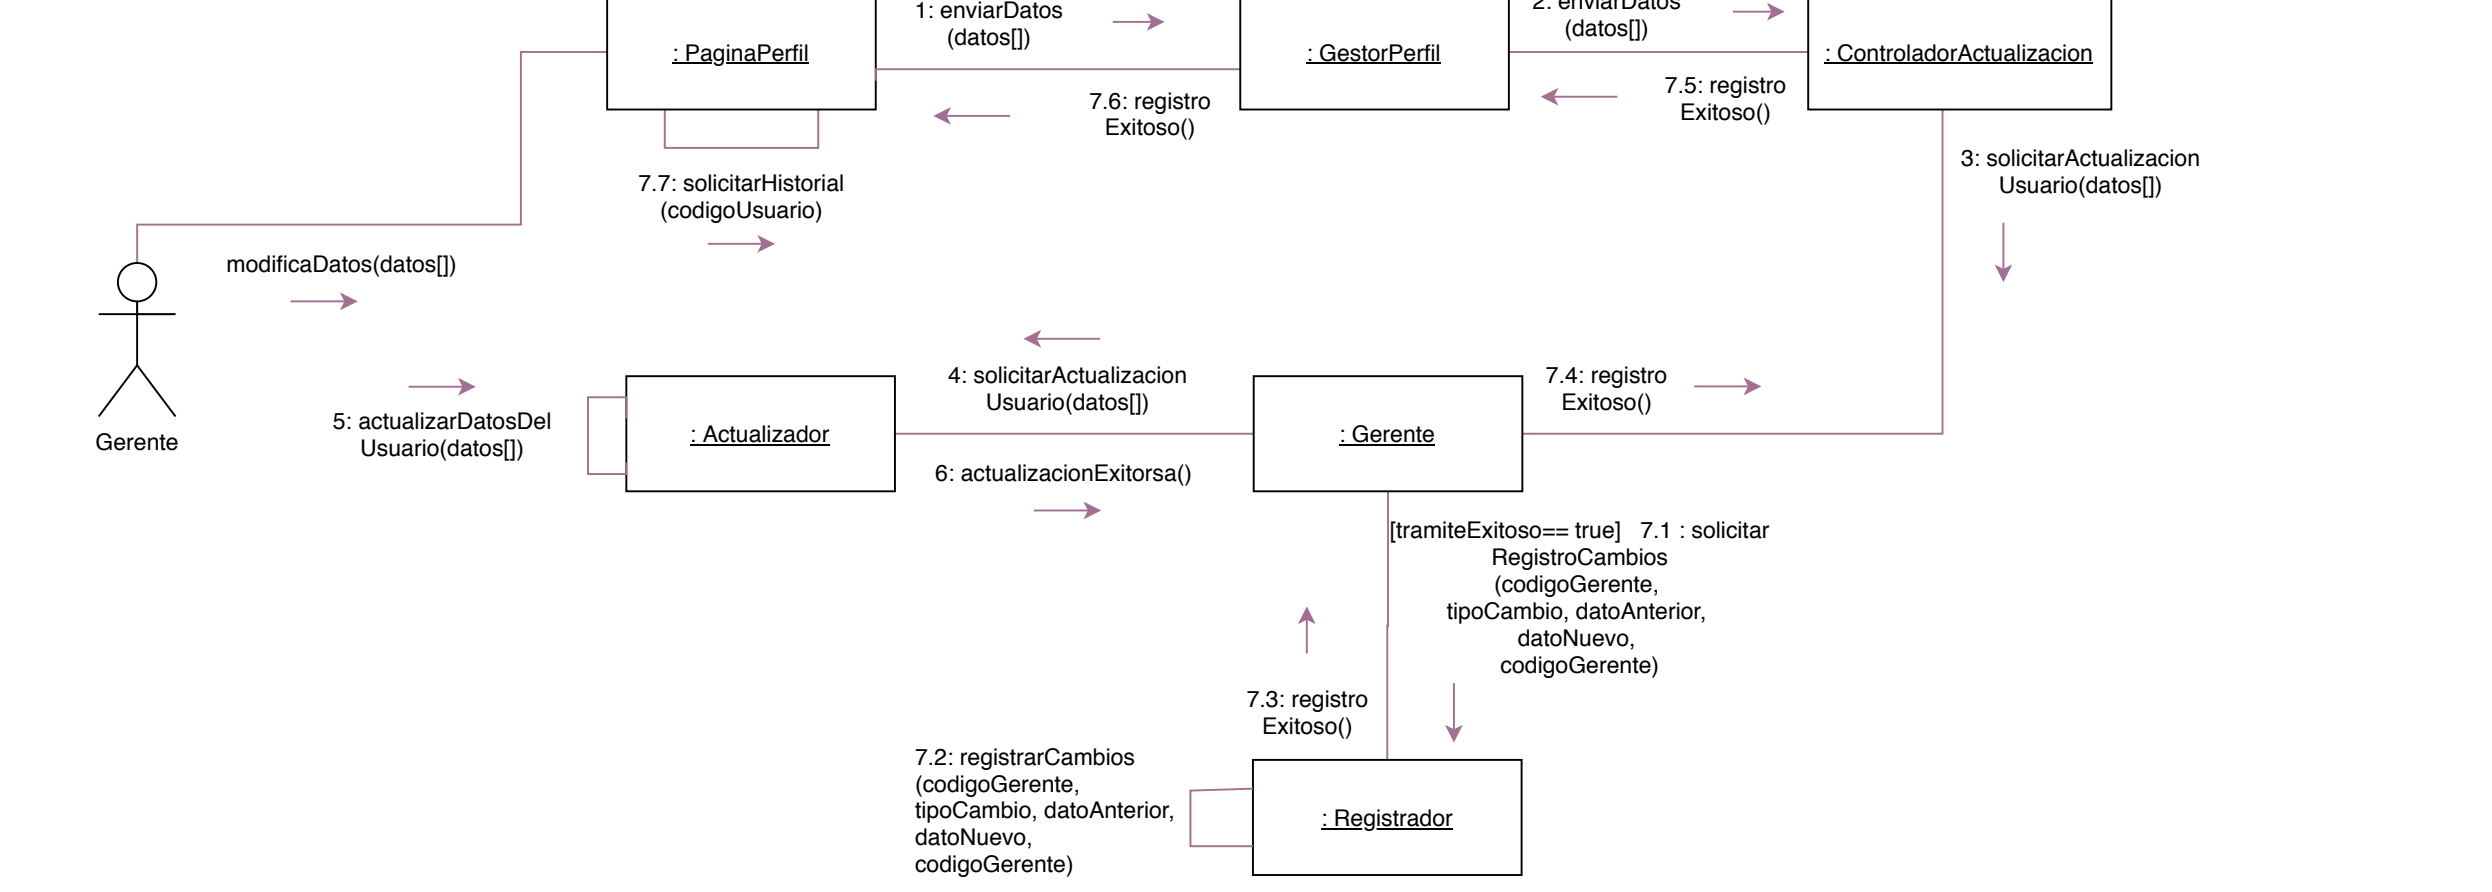 1: enviarDatos
(datos[])
2: enviarDatos
(datos[])
: PaginaPerfil
: GestorPerfil
: ControladorActualizacion
7.6: registro
Exitoso()
7.5: registro
Exitoso()
7.7: solicitarHistorial
(codigoUsuario)
3: solicitarActualizacion
Usuario(datos[])
modificaDatos(datos[])
Gerente
5: actualizarDatosDel
Usuario(datos[])
: Actualizador
4: solicitarActualizacion
Usuario(datos[])
6: actualizacionExitorsa()
: Gerente
7.4: registro
Exitoso()
[tramiteExitoso== true]   7.1 : solicitar
RegistroCambios
(codigoGerente,
tipoCambio, datoAnterior,
datoNuevo,
codigoGerente)
7.3: registro
Exitoso()
7.2: registrarCambios
(codigoGerente,
tipoCambio, datoAnterior,
datoNuevo,
codigoGerente)
: Registrador